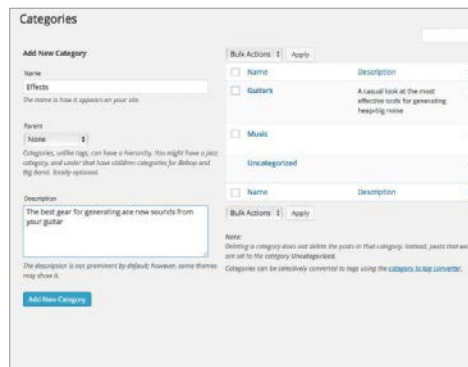 Categories
Add New Category
Name
Effects
The name is how it appears on your site.
Parent
None
Categories, unlike tags, can have a hierarchy. You might have a jazz
category, and under that have children categories for Bebop and
Big Band. Totally optional.
Description
The best gear for generating ace new sounds from
your guitar
The description is not prominent by default; however, some themes
may show it.
Add New Category
Bulk Actions
Apply
Name Description
Guitars
A casual look at the most
effective tools for generating
heap-big noise
Music
Uncategorized
Name Description
Bulk Actions
Apply
Note:
Deleting a category does not delete the posts in that category. Instead, posts that we
are set to the category Uncategorized.
Categories can be selectively converted to tags using the category to tag converter.